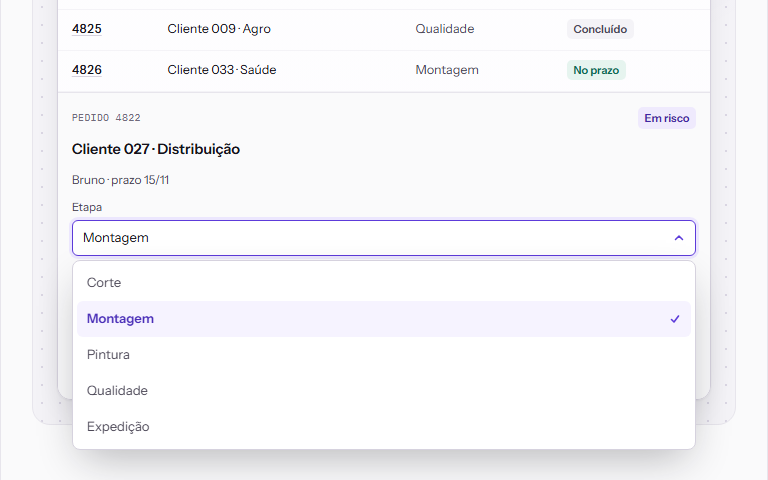 4825 Cliente 009 · Agro Qualidade Concluído
4826 Cliente 033 · Saúde Montagem No prazo
PEDIDO 4822 Em risco
Cliente 027 · Distribuição
Bruno · prazo 15/11
Etapa
Montagem
Corte
Montagem
Pintura
Qualidade
Expedição